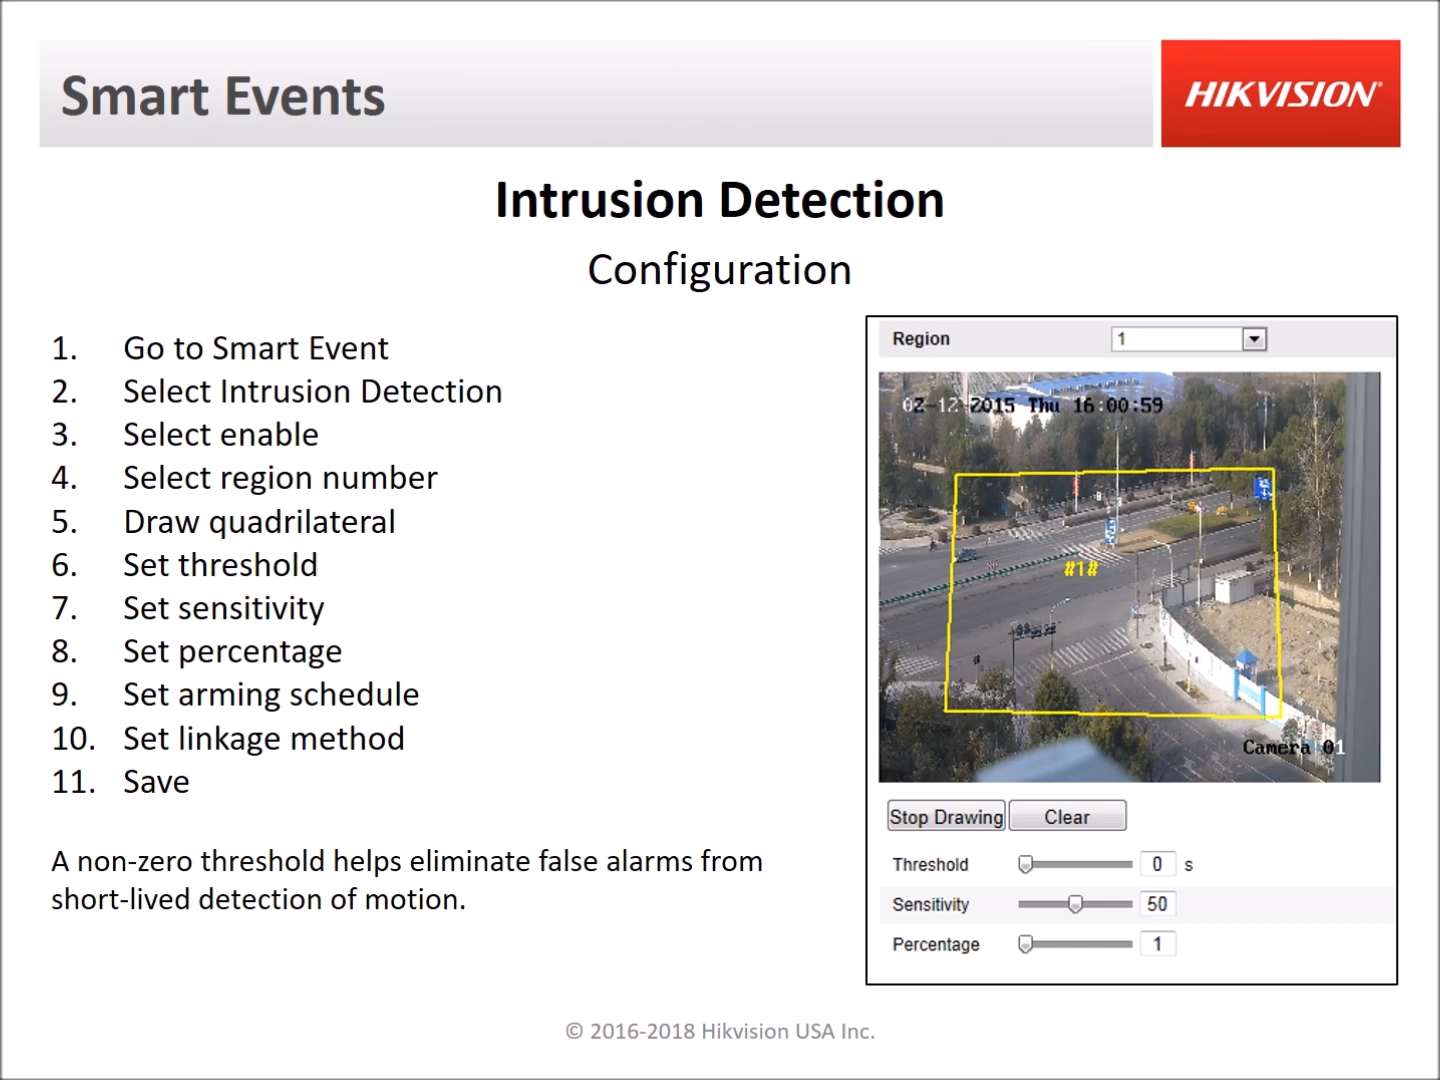 Smart Events
HIKVISION®
Intrusion Detection
Configuration
1. Go to Smart Event
2. Select Intrusion Detection
3. Select enable
4. Select region number
5. Draw quadrilateral
6. Set threshold
7. Set sensitivity
8. Set percentage
9. Set arming schedule
10. Set linkage method
11. Save
A non-zero threshold helps eliminate false alarms from
short-lived detection of motion.
Region 1
02-12-2015 Thu 16:00:59
#1#
Camera 01
Stop Drawing Clear
Threshold 0 s
Sensitivity 50
Percentage 1
© 2016-2018 Hikvision USA Inc.